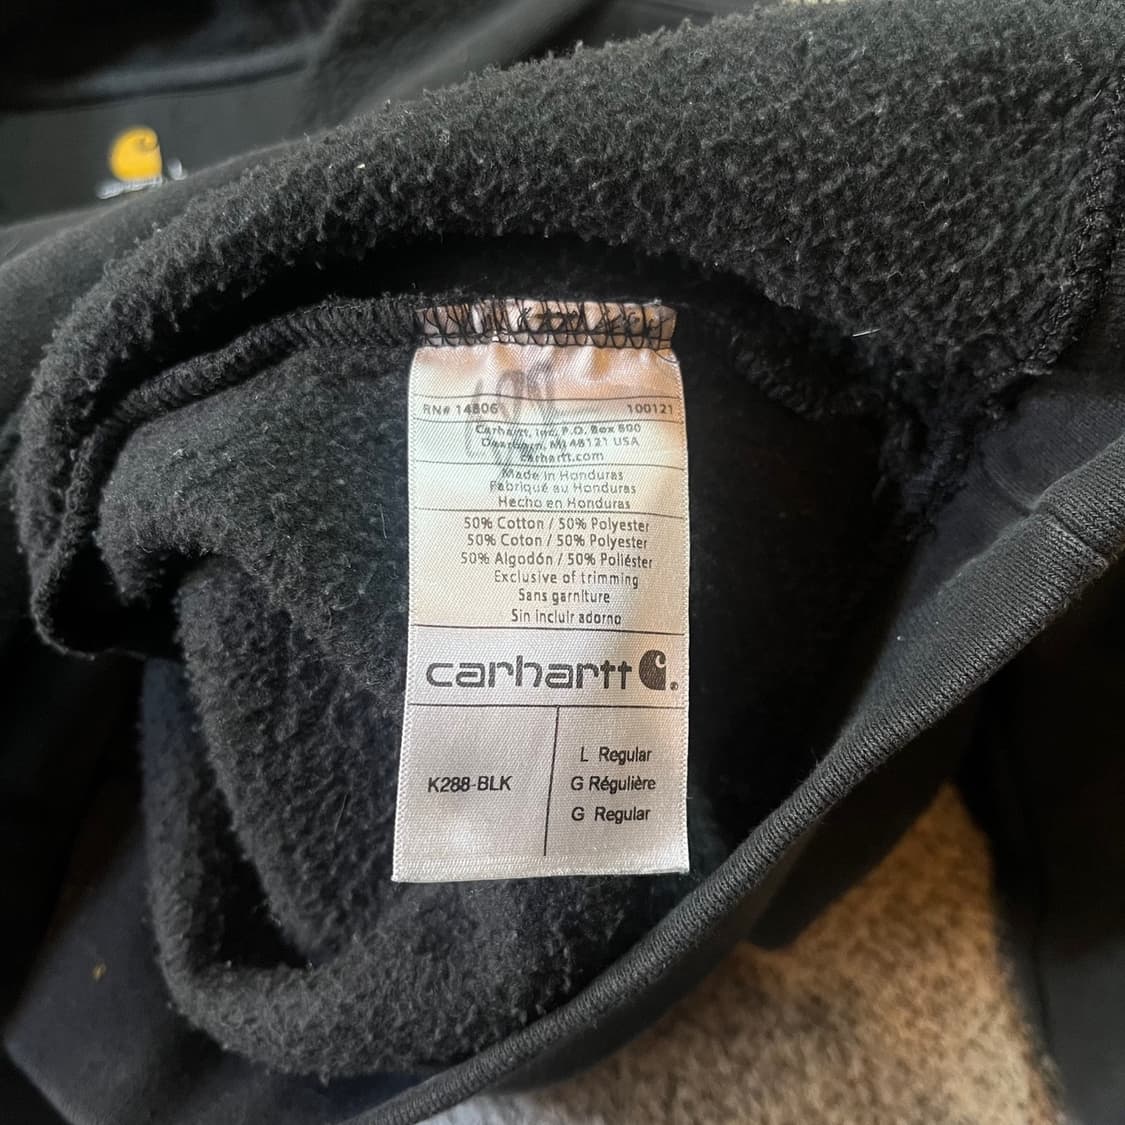 RN# 14806 100121
Carhartt, Inc. P.O. Box 600
Dearborn, MI 48121 USA
carhartt.com
Made in Honduras
Fabriqué au Honduras
Hecho en Honduras
50% Cotton / 50% Polyester
50% Coton / 50% Polyester
50% Algodón / 50% Poliéster
Exclusive of trimming
Sans garniture
Sin incluir adorno
carhartt
K288-BLK
L Regular
G Régulière
G Regular